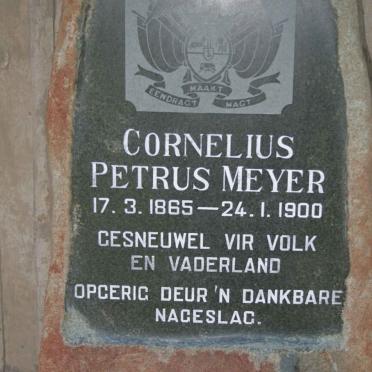 EENDRACT MAAKT MAGT
CORNELIUS
PETRUS MEYER
17. 3. 1865 — 24. 1. 1900
GESNEUWEL VIR VOLK
EN VADERLAND
OPGERIG DEUR 'N DANKBARE
NAGESLAG.